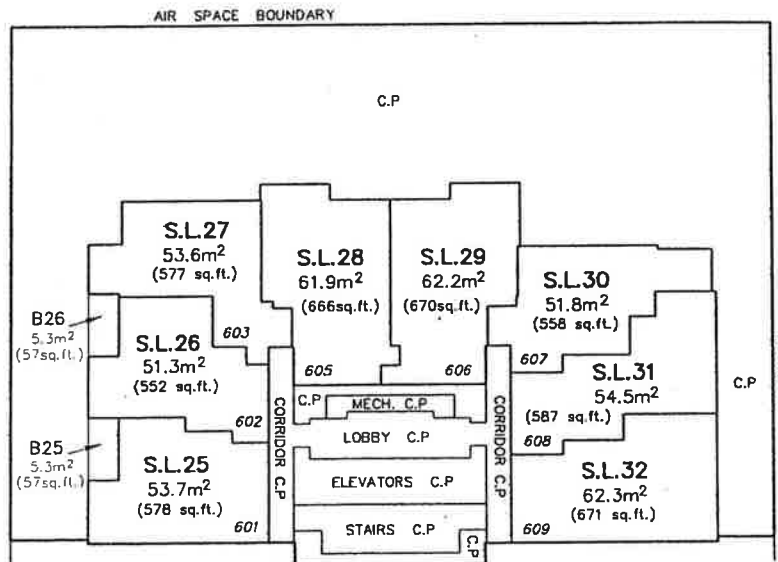 AIR SPACE BOUNDARY
C.P
S.L.27
53.6m²
(577 sq.ft.)
603
S.L.28
61.9m²
(666sq.ft.)
605
S.L.29
62.2m²
(670sq.ft.)
606
S.L.30
51.8m²
(558 sq.ft.)
607
B26
5.3m²
(57sq.ft.)
S.L.26
51.3m²
(552 sq.ft.)
602
S.L.31
54.5m²
(587 sq.ft.)
608
C.P
C.P
MECH. C.P
CORRIDOR C.P
LOBBY C.P
CORRIDOR C.P
B25
5.3m²
(57sq.ft.)
S.L.25
53.7m²
(578 sq.ft.)
601
ELEVATORS C.P
STAIRS C.P
C.P
S.L.32
62.3m²
(671 sq.ft.)
609